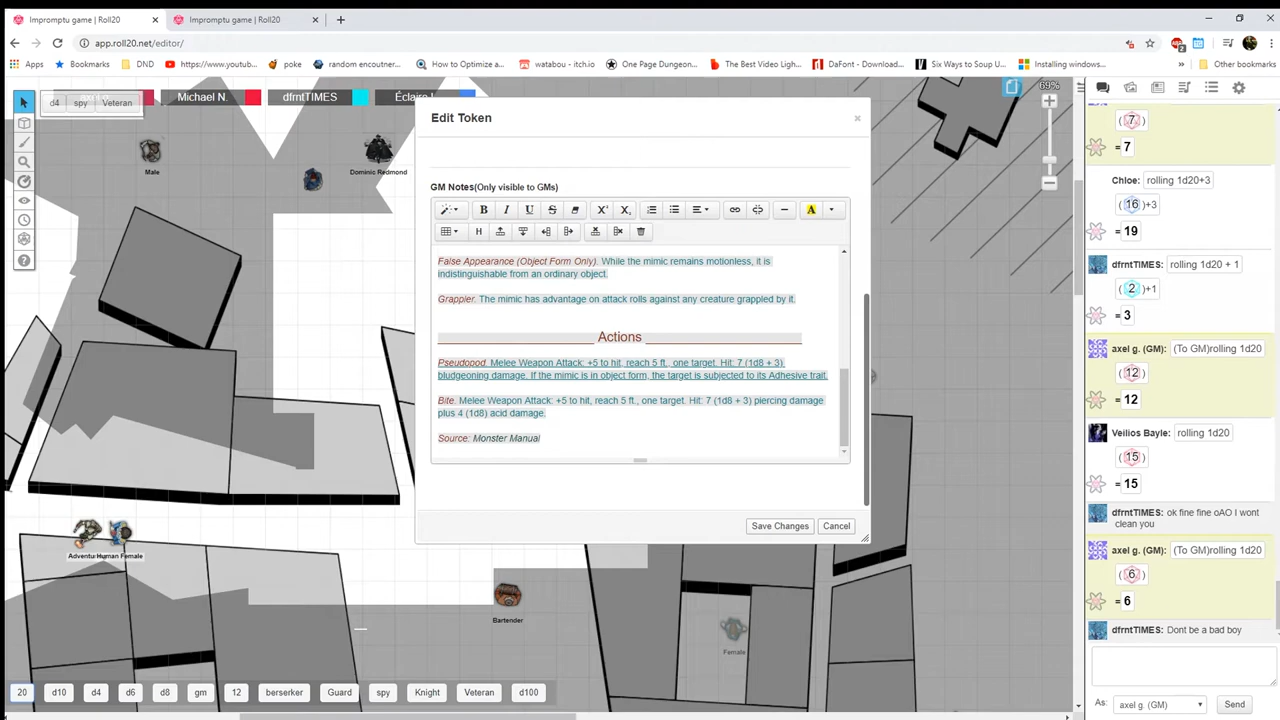 Impromptu game | Roll20
Impromptu game | Roll20
app.roll20.net/editor/
Apps
Bookmarks
DND
https://www.youtub...
poke
random encoutner...
How to Optimize a...
watabou - itch.io
One Page Dungeon...
The Best Video Ligh...
DaFont - Downloa...
Six Ways to Soup U...
Installing windows...
Other bookmarks
d4
spy
Veteran
Michael N.
dfrntTIMES
69%
Male
Dominic Redmond
Edit Token
GM Notes(Only visible to GMs)
False Appearance (Object Form Only). While the mimic remains motionless, it is
indistinguishable from an ordinary object.
Grappler. The mimic has advantage on attack rolls against any creature grappled by it.
Actions
Pseudopod. Melee Weapon Attack: +5 to hit, reach 5 ft., one target. Hit: 7 (1d8 + 3)
bludgeoning damage. If the mimic is in object form, the target is subjected to its Adhesive trait.
Bite. Melee Weapon Attack: +5 to hit, reach 5 ft., one target. Hit: 7 (1d8 + 3) piercing damage
plus 4 (1d8) acid damage.
Source: Monster Manual
Save Changes
Cancel
Human Female
Bartender
Female
20
d10
d4
d6
d8
gm
12
berserker
Guard
spy
Knight
Veteran
d100
(7)
= 7
Chloe: rolling 1d20+3
(16)+3
= 19
dfrntTIMES: rolling 1d20 + 1
(2)+1
= 3
axel g. (GM): (To GM)rolling 1d20
(12)
= 12
Veilios Bayle: rolling 1d20
(15)
= 15
dfrntTIMES: ok fine fine oAO I wont
clean you
axel g. (GM): (To GM)rolling 1d20
(6)
= 6
dfrntTIMES: Dont be a bad boy
As:
axel g. (GM)
Send